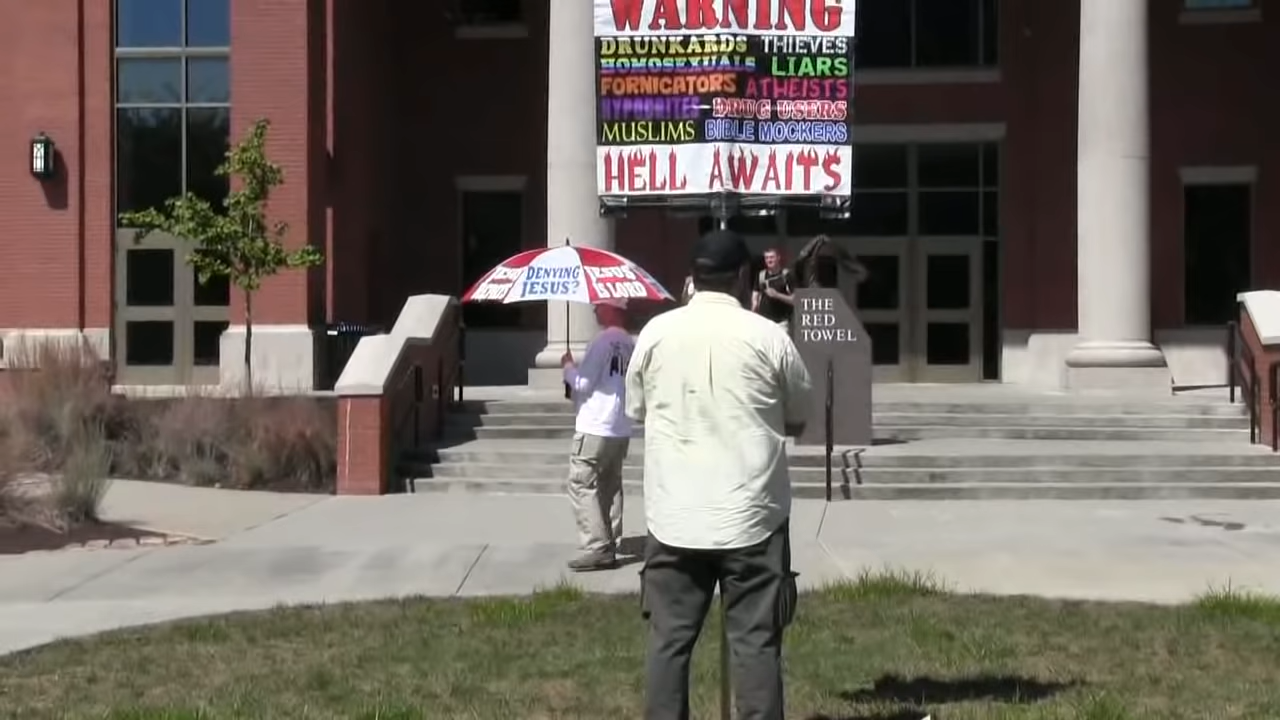 WARNING
DRUNKARDS THIEVES
HOMOSEXUALS LIARS
FORNICATORS ATHEISTS
HYPOCRITES DRUG USERS
MUSLIMS BIBLE MOCKERS
HELL AWAITS
DENYING JESUS
JESUS? IS LORD
THE
RED
TOWEL